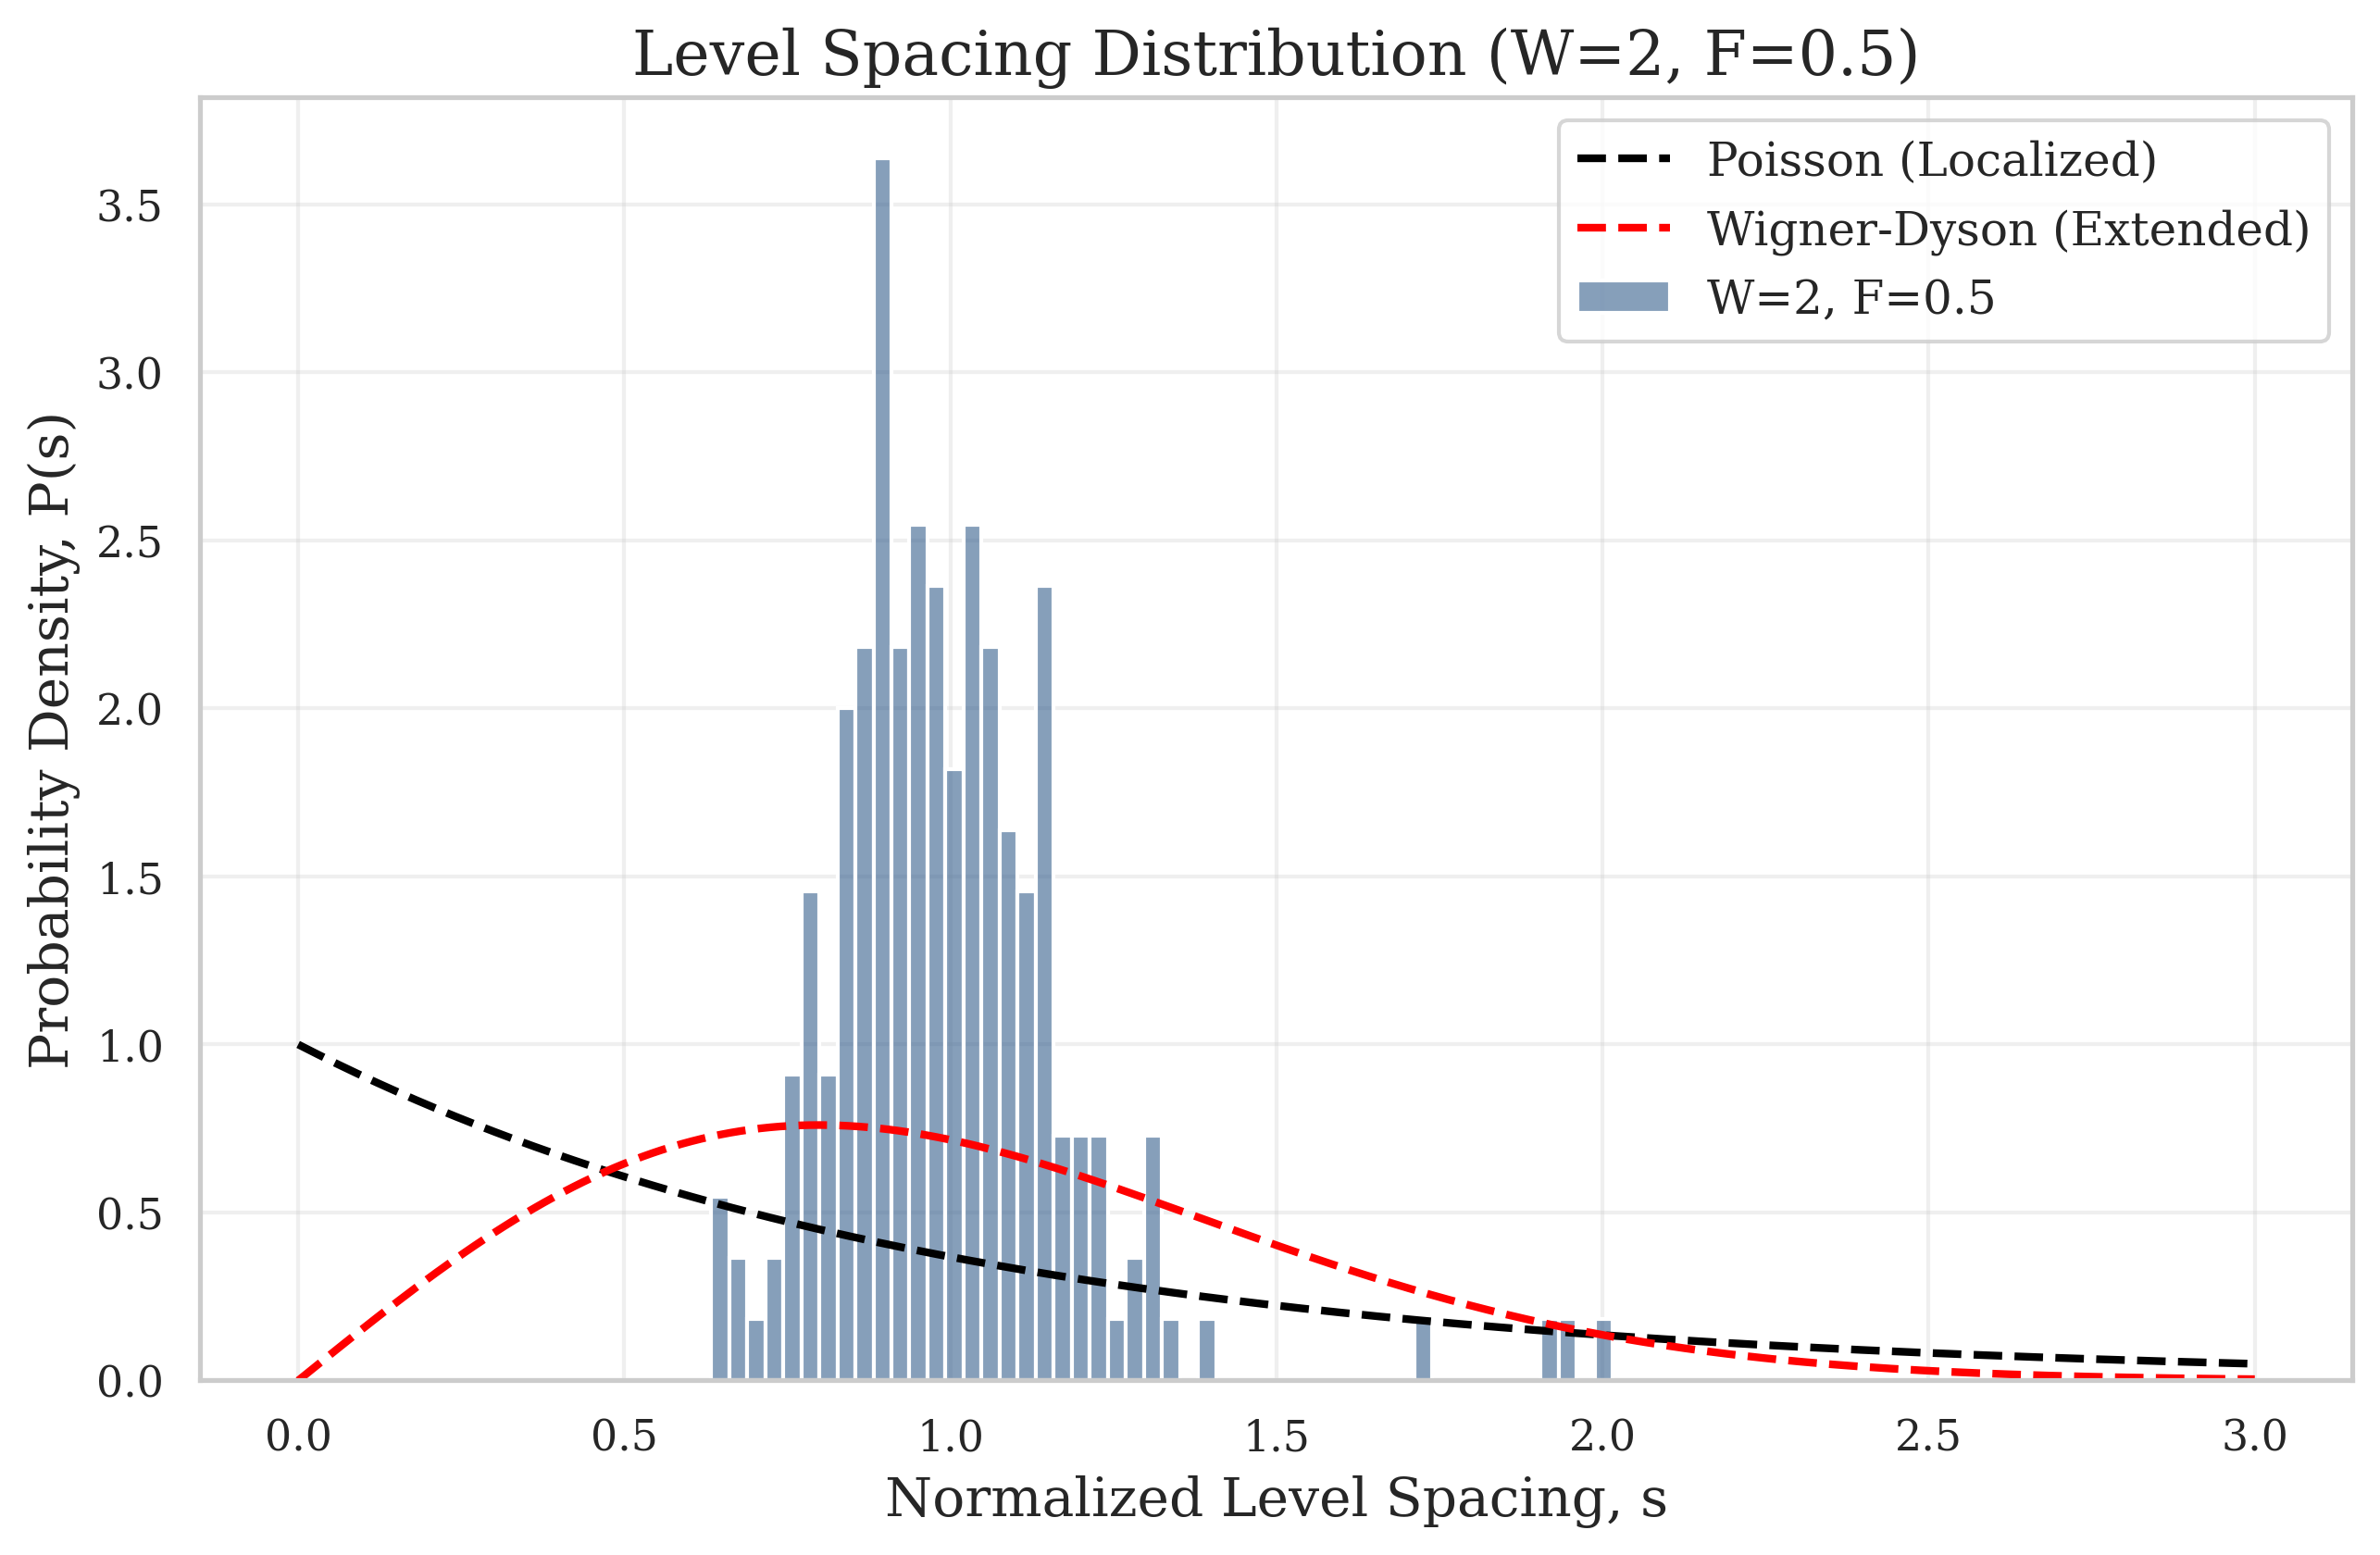 Level Spacing Distribution (W=2, F=0.5)
Poisson (Localized)
Wigner-Dyson (Extended)
W=2, F=0.5
Probability Density, P(s)
3.5
3.0
2.5
2.0
1.5
1.0
0.5
0.0
0.0 0.5 1.0 1.5 2.0 2.5 3.0
Normalized Level Spacing, s